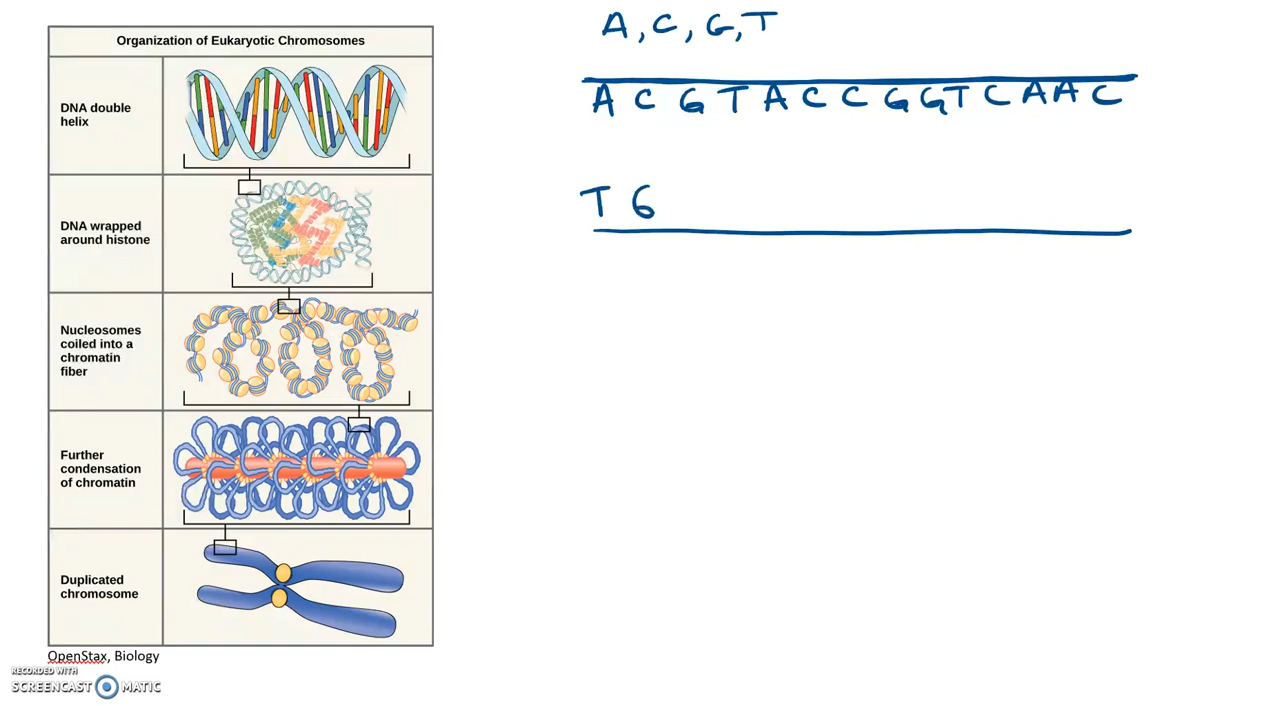 Organization of Eukaryotic Chromosomes
DNA double
helix
DNA wrapped
around histone
Nucleosomes
coiled into a
chromatin
fiber
Further
condensation
of chromatin
Duplicated
chromosome
OpenStax, Biology
RECORDED WITH
SCREENCAST MATIC
A, C, G, T
A C G T A C C G G T C A A C
T G